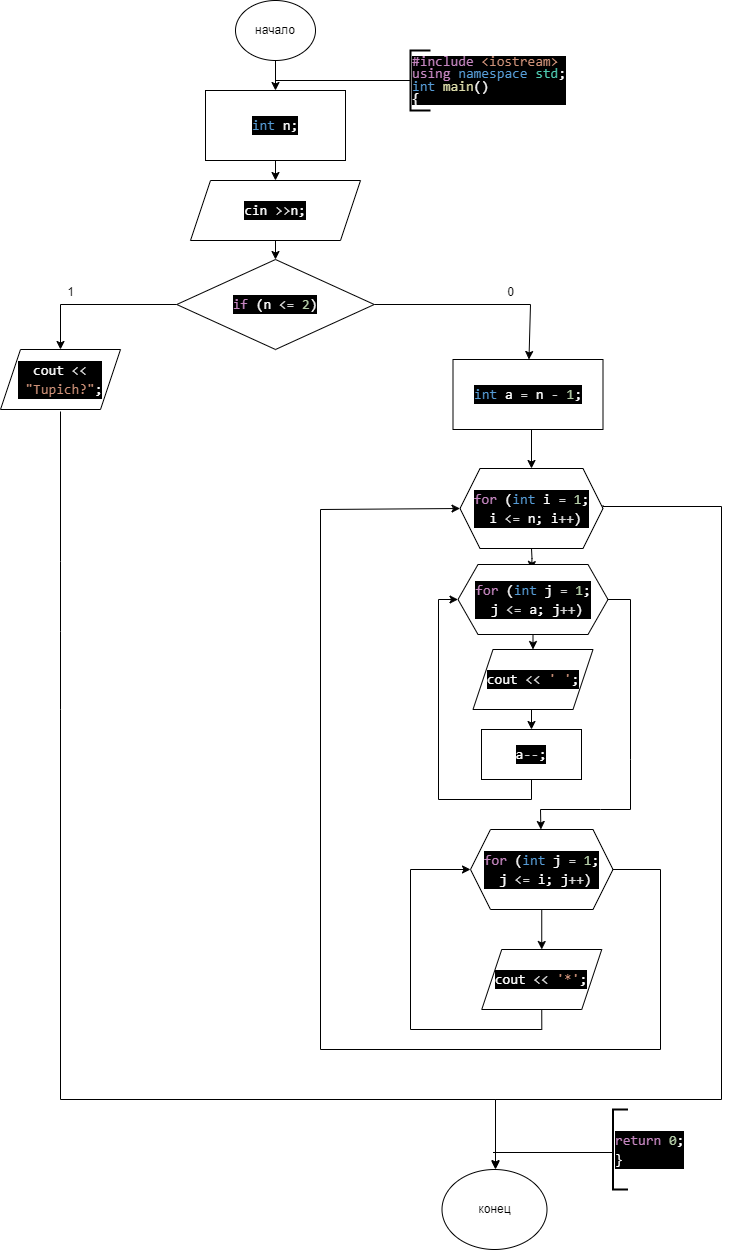 начало
#include <iostream>
using namespace std;
int main()
{
int n;
cin >>n;
if (n <= 2)
1
0
cout <<
"Tupich?";
int a = n - 1;
for (int i = 1;
i <= n; i++)
for (int j = 1;
j <= a; j++)
cout << ' ';
a--;
for (int j = 1;
j <= i; j++)
cout << '*';
return 0;
}
конец